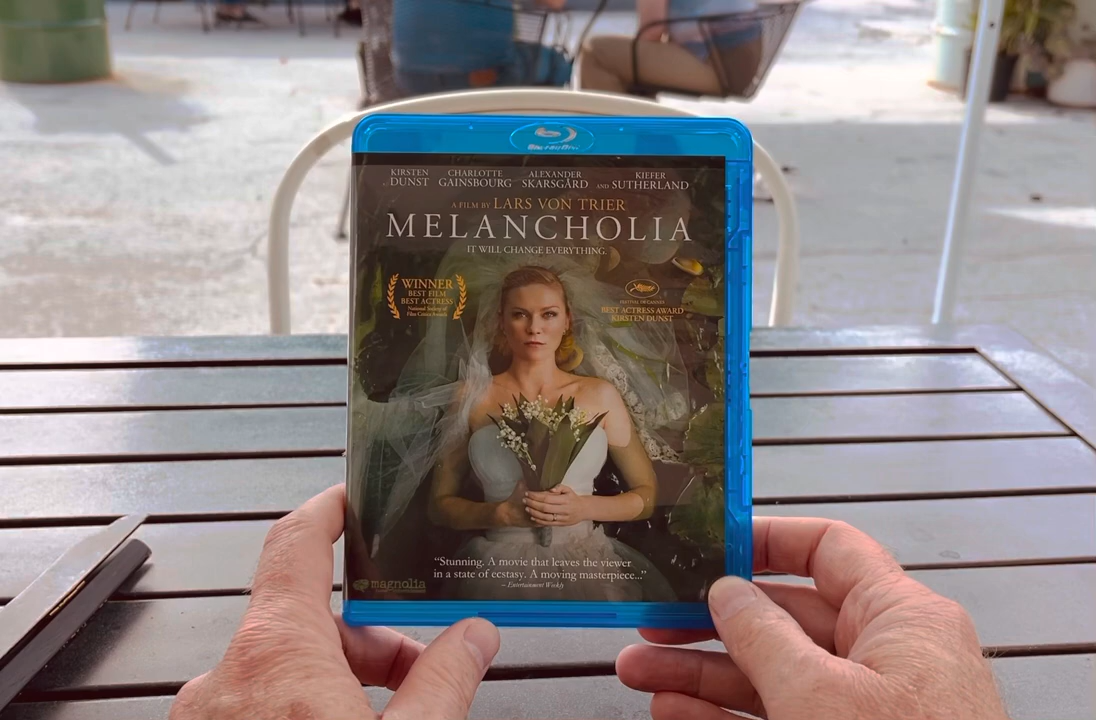 Blu-ray Disc
KIRSTEN CHARLOTTE ALEXANDER KIEFER
DUNST GAINSBOURG SKARSGÅRD AND SUTHERLAND
A FILM BY LARS VON TRIER
MELANCHOLIA
IT WILL CHANGE EVERYTHING.
WINNER
BEST FILM
BEST ACTRESS
National Society of
Film Critics Awards
FESTIVAL DE CANNES
BEST ACTRESS AWARD
KIRSTEN DUNST
“Stunning. A movie that leaves the viewer
in a state of ecstasy. A moving masterpiece...”
– Entertainment Weekly
magnolia